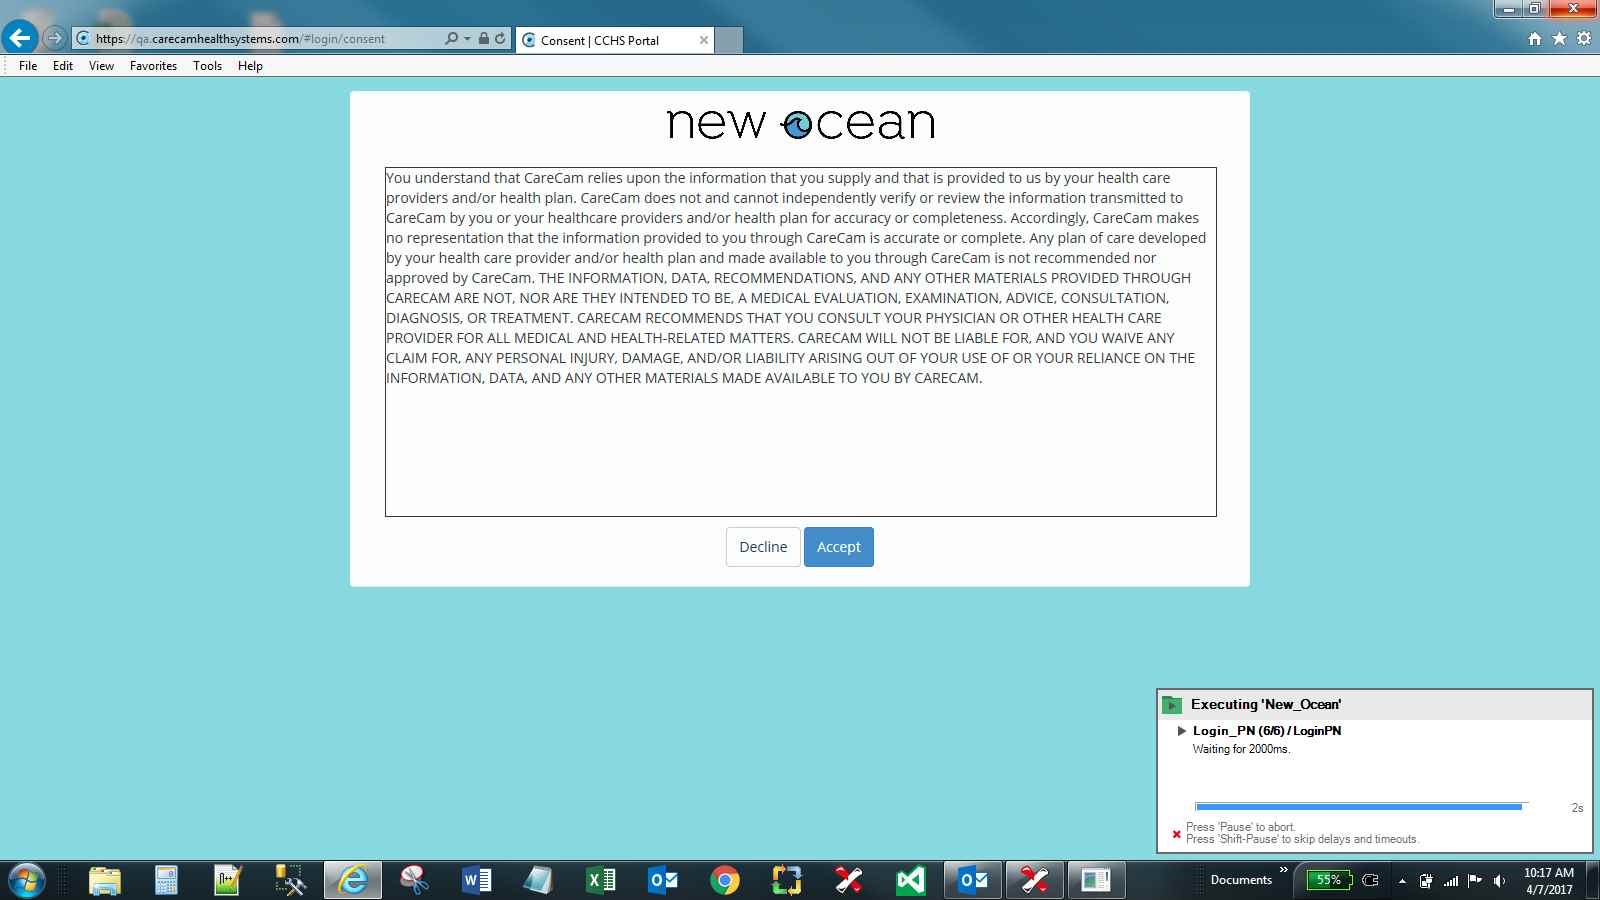 https://qa.carecamhealthsystems.com/#login/consent
Consent | CCHS Portal
File Edit View Favorites Tools Help
new ocean
You understand that CareCam relies upon the information that you supply and that is provided to us by your health care
providers and/or health plan. CareCam does not and cannot independently verify or review the information transmitted to
CareCam by you or your healthcare providers and/or health plan for accuracy or completeness. Accordingly, CareCam makes
no representation that the information provided to you through CareCam is accurate or complete. Any plan of care developed
by your health care provider and/or health plan and made available to you through CareCam is not recommended nor
approved by CareCam. THE INFORMATION, DATA, RECOMMENDATIONS, AND ANY OTHER MATERIALS PROVIDED THROUGH
CARECAM ARE NOT, NOR ARE THEY INTENDED TO BE, A MEDICAL EVALUATION, EXAMINATION, ADVICE, CONSULTATION,
DIAGNOSIS, OR TREATMENT. CARECAM RECOMMENDS THAT YOU CONSULT YOUR PHYSICIAN OR OTHER HEALTH CARE
PROVIDER FOR ALL MEDICAL AND HEALTH-RELATED MATTERS. CARECAM WILL NOT BE LIABLE FOR, AND YOU WAIVE ANY
CLAIM FOR, ANY PERSONAL INJURY, DAMAGE, AND/OR LIABILITY ARISING OUT OF YOUR USE OF OR YOUR RELIANCE ON THE
INFORMATION, DATA, AND ANY OTHER MATERIALS MADE AVAILABLE TO YOU BY CARECAM.
Decline Accept
Executing 'New_Ocean'
Login_PN (6/6) / LoginPN
Waiting for 2000ms.
2s
Press 'Pause' to abort.
Press 'Shift-Pause' to skip delays and timeouts.
Documents
55%
10:17 AM
4/7/2017